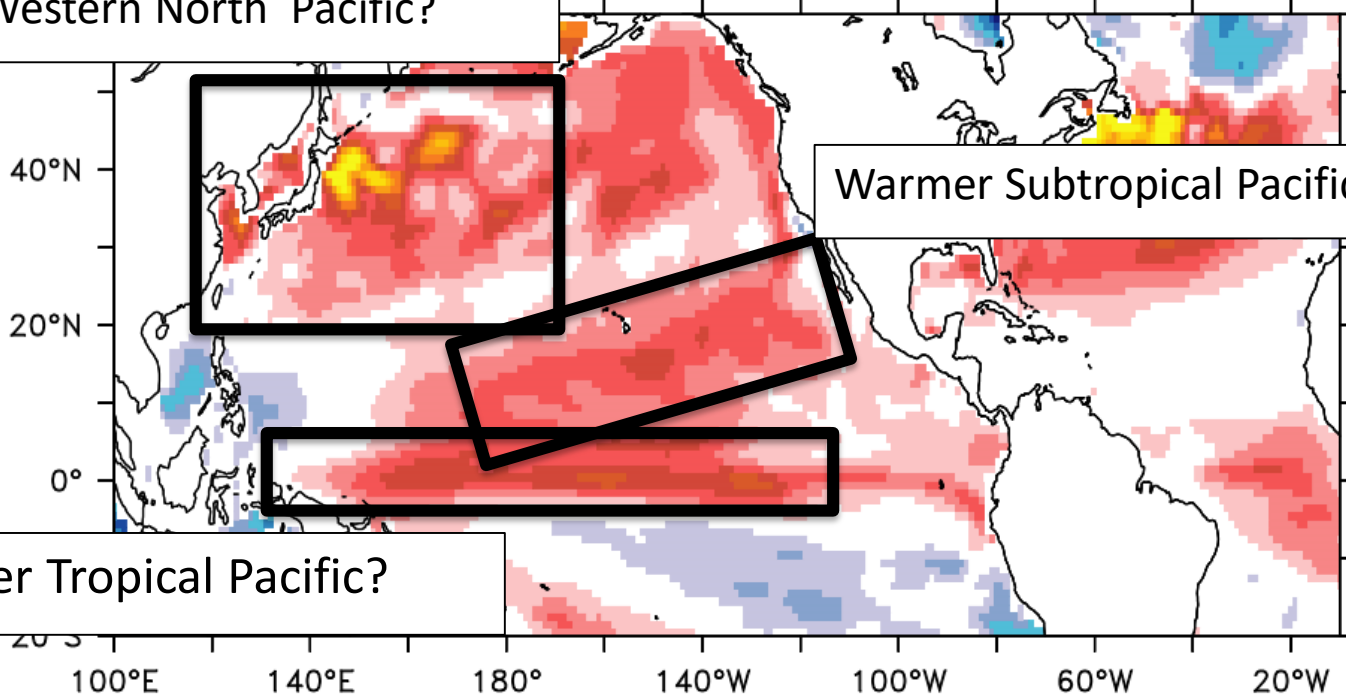 Western North Pacific?
40°N
Warmer Subtropical Pacific
20°N
0°
er Tropical Pacific?
20°S
100°E 140°E 180° 140°W 100°W 60°W 20°W